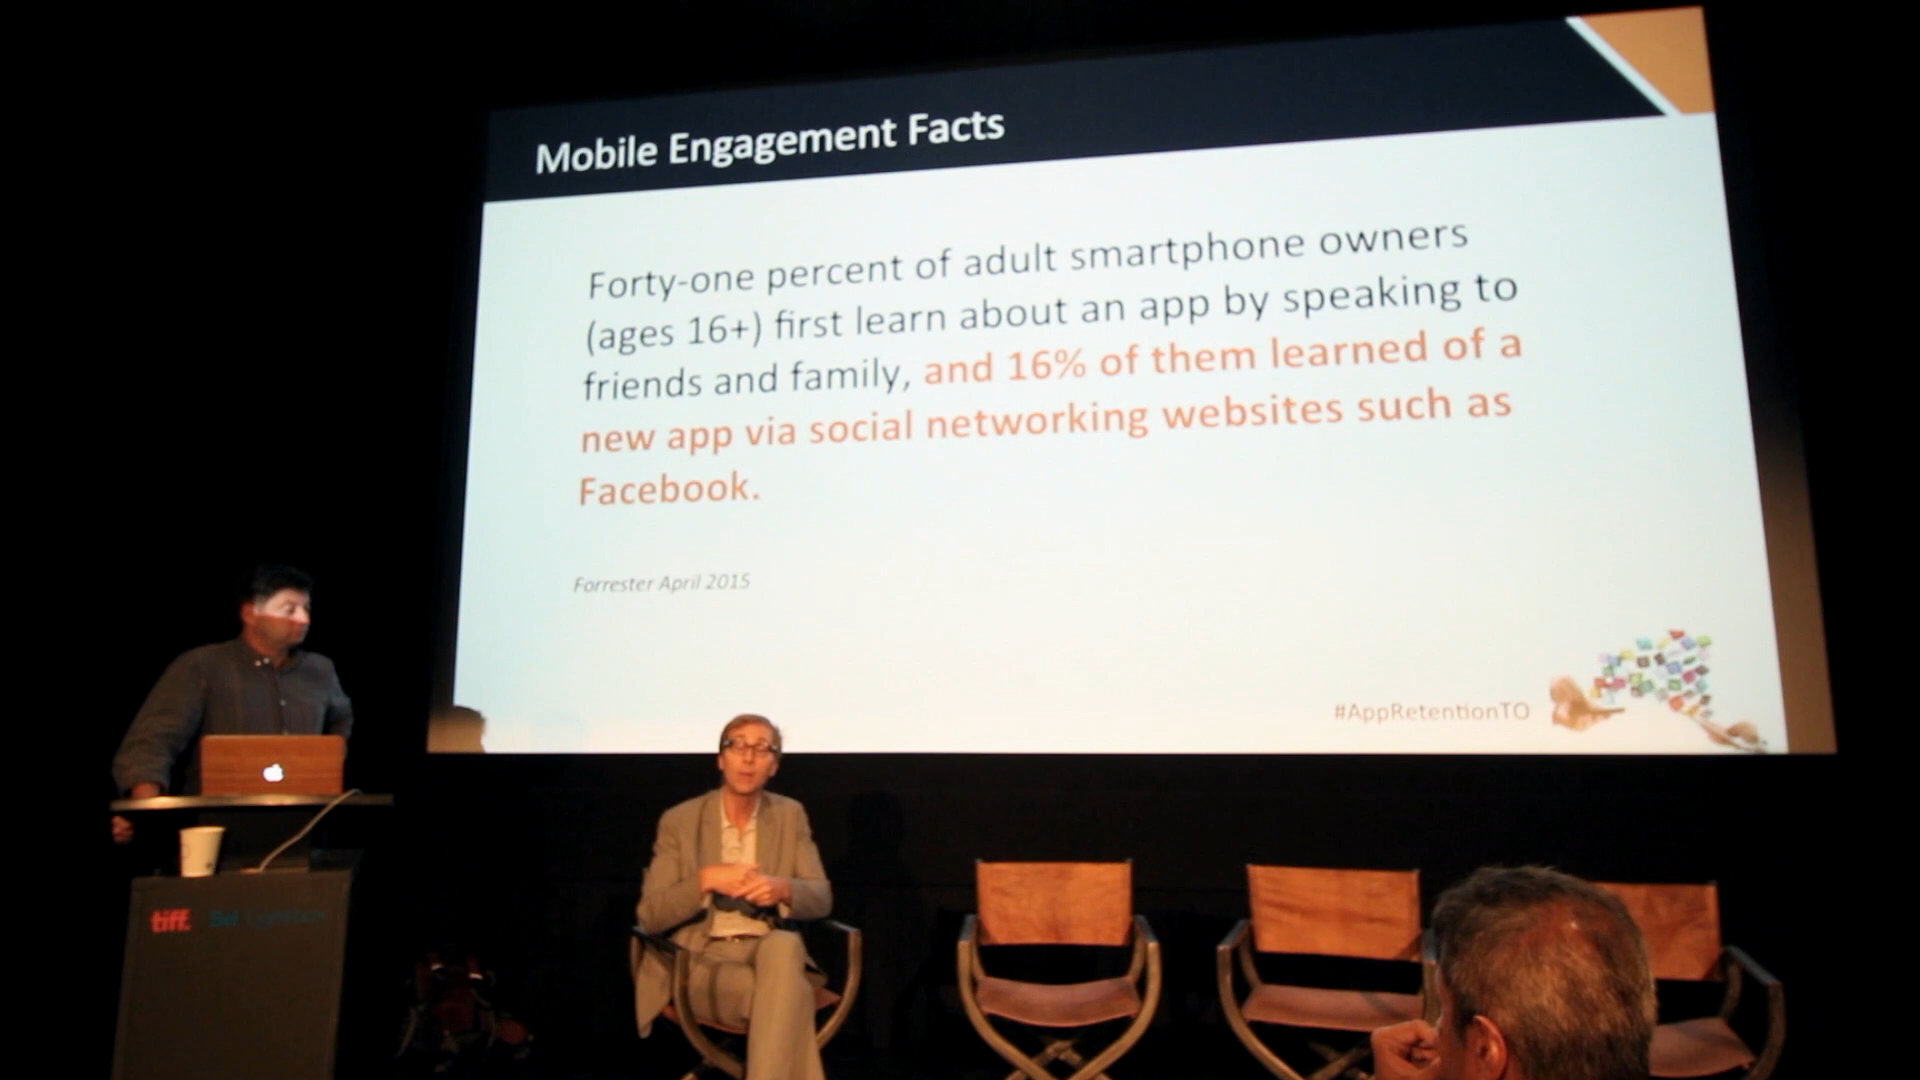 Mobile Engagement Facts
Forty-one percent of adult smartphone owners
(ages 16+) first learn about an app by speaking to
friends and family, and 16% of them learned of a
new app via social networking websites such as
Facebook.
Forrester April 2015
#AppRetentionTO
tiff. Bell Lightbox